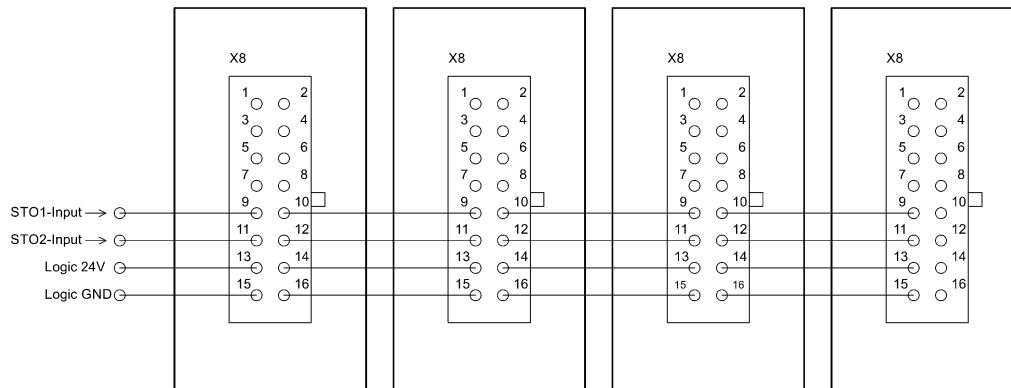 X8 X8 X8 X8
1 2 1 2 1 2 1 2
3 4 3 4 3 4 3 4
5 6 5 6 5 6 5 6
7 8 7 8 7 8 7 8
STO1-Input 9 10 9 10 9 10 9 10
STO2-Input 11 12 11 12 11 12 11 12
Logic 24V 13 14 13 14 13 14 13 14
Logic GND 15 16 15 16 15 16 15 16